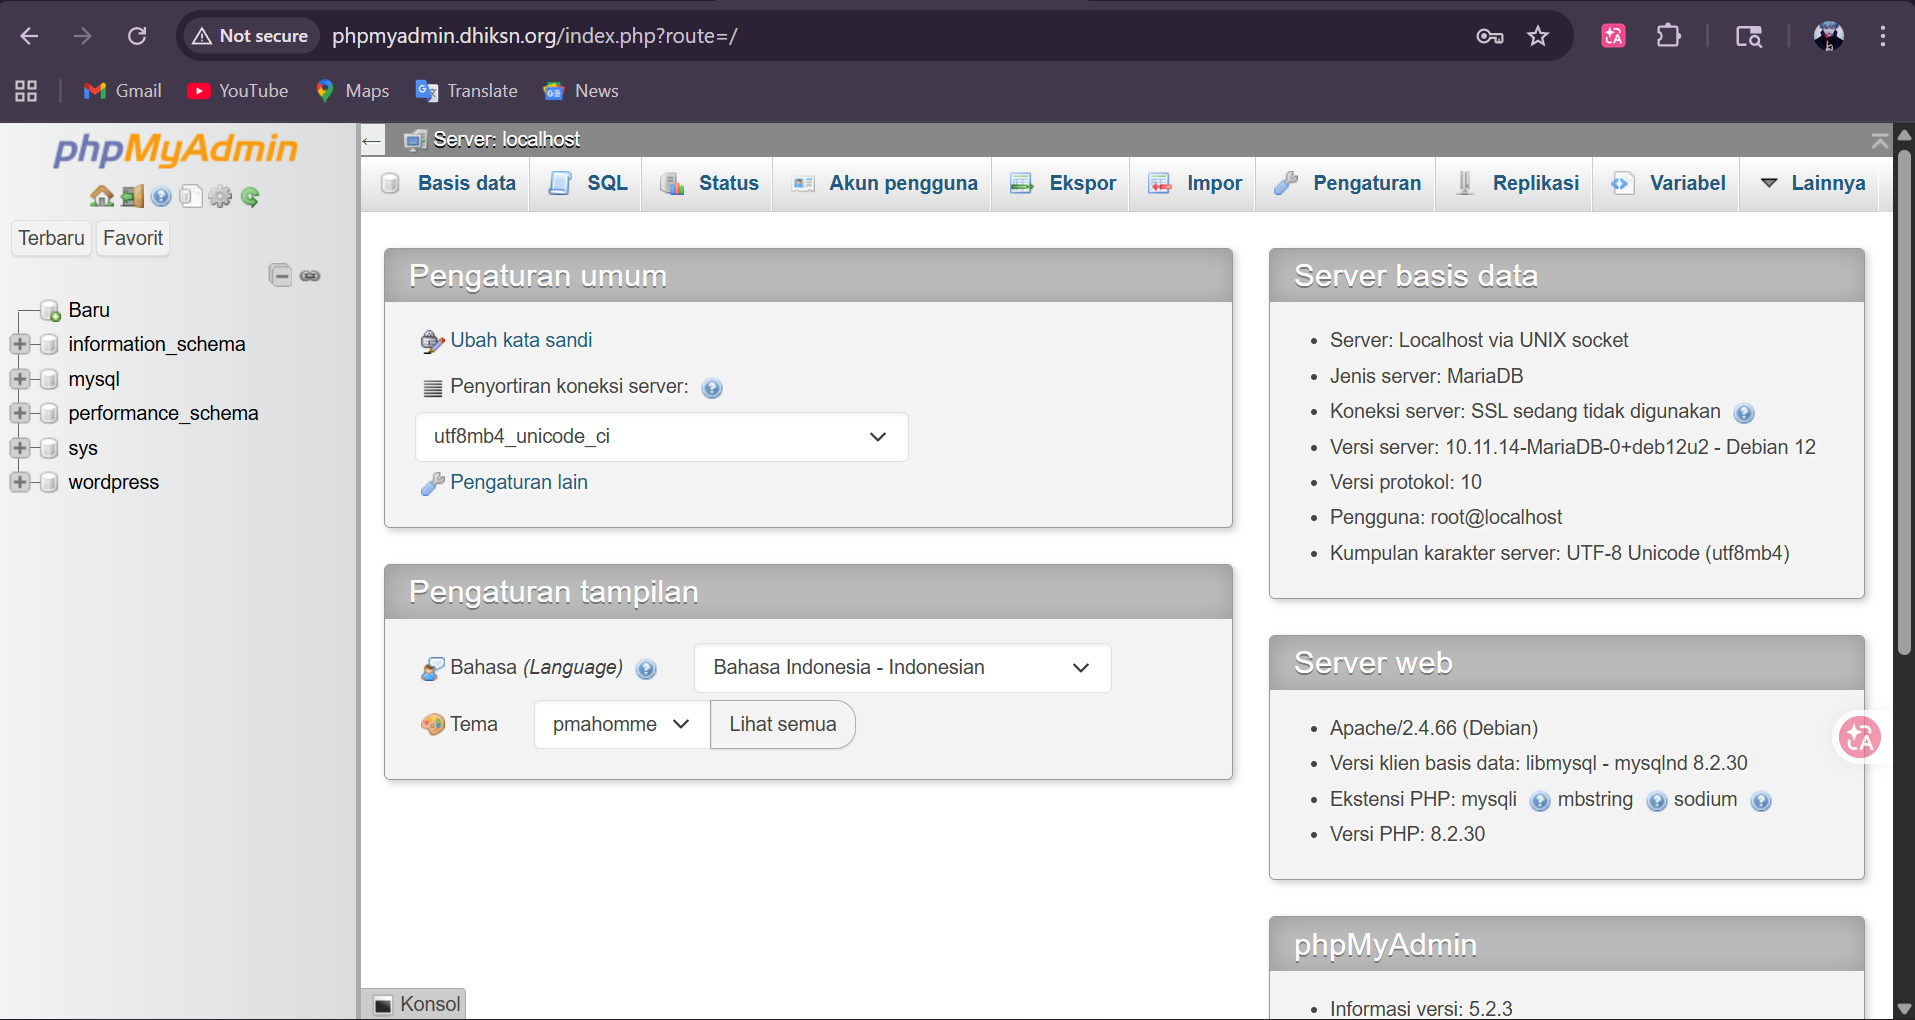 Not secure
phpmyadmin.dhiksn.org/index.php?route=/
Gmail
YouTube
Maps
Translate
News
phpMyAdmin
Terbaru
Favorit
Baru
information_schema
mysql
performance_schema
sys
wordpress
Server: localhost
Basis data
SQL
Status
Akun pengguna
Ekspor
Impor
Pengaturan
Replikasi
Variabel
Lainnya
Pengaturan umum
Ubah kata sandi
Penyortiran koneksi server:
utf8mb4_unicode_ci
Pengaturan lain
Pengaturan tampilan
Bahasa (Language)
Bahasa Indonesia - Indonesian
Tema
pmahomme
Lihat semua
Server basis data
Server: Localhost via UNIX socket
Jenis server: MariaDB
Koneksi server: SSL sedang tidak digunakan
Versi server: 10.11.14-MariaDB-0+deb12u2 - Debian 12
Versi protokol: 10
Pengguna: root@localhost
Kumpulan karakter server: UTF-8 Unicode (utf8mb4)
Server web
Apache/2.4.66 (Debian)
Versi klien basis data: libmysql - mysqlnd 8.2.30
Ekstensi PHP: mysqli mbstring sodium
Versi PHP: 8.2.30
phpMyAdmin
Informasi versi: 5.2.3
Konsol